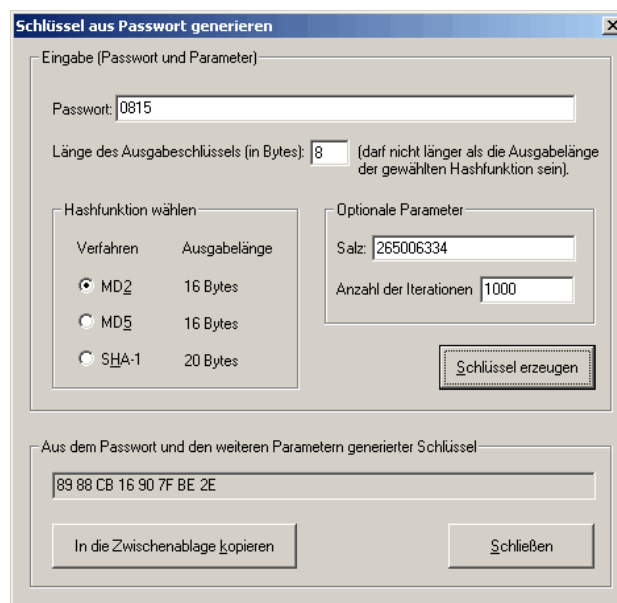 Schlüssel aus Passwort generieren
Eingabe (Passwort und Parameter)
Passwort: 0815
Länge des Ausgabeschlüssels (in Bytes): 8 (darf nicht länger als die Ausgabelänge
der gewählten Hashfunktion sein).
Hashfunktion wählen
Verfahren Ausgabelänge
MD2 16 Bytes
MD5 16 Bytes
SHA-1 20 Bytes
Optionale Parameter
Salz: 265006334
Anzahl der Iterationen 1000
Schlüssel erzeugen
Aus dem Passwort und den weiteren Parametern generierter Schlüssel
89 88 CB 16 90 7F BE 2E
In die Zwischenablage kopieren
Schließen